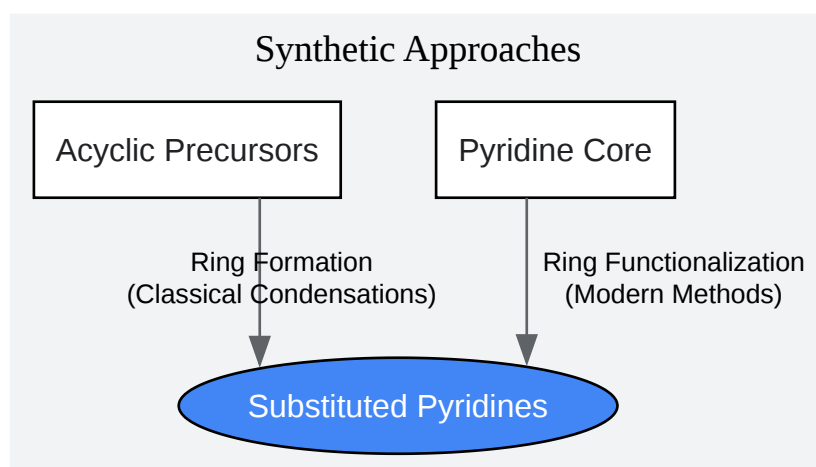 Synthetic Approaches
Acyclic Precursors
Pyridine Core
Ring Formation
(Classical Condensations)
Ring Functionalization
(Modern Methods)
Substituted Pyridines